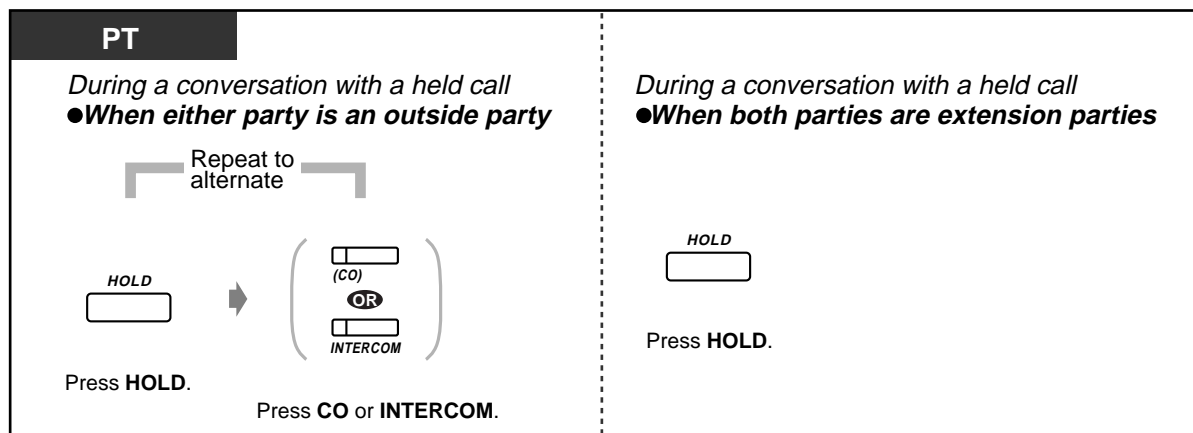 PT
During a conversation with a held call
●When either party is an outside party
Repeat to
alternate
HOLD
(CO)
OR
INTERCOM
Press HOLD.
Press CO or INTERCOM.
During a conversation with a held call
●When both parties are extension parties
HOLD
Press HOLD.